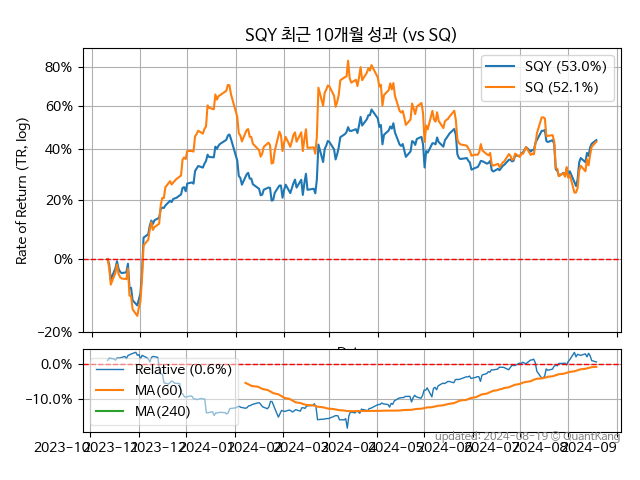 SQY 최근 10개월 성과 (vs SQ)
SQY (53.0%)
SQ (52.1%)
Rate of Return (TR, log)
80%
60%
40%
20%
0%
−20%
0.0%
−10.0%
Relative (0.6%)
MA(60)
MA(240)
updated: 2024-08-19 © QuantKang
2023-10
2023-11
2023-12
2024-01
2024-02
2024-03
2024-04
2024-05
2024-06
2024-07
2024-08
2024-09